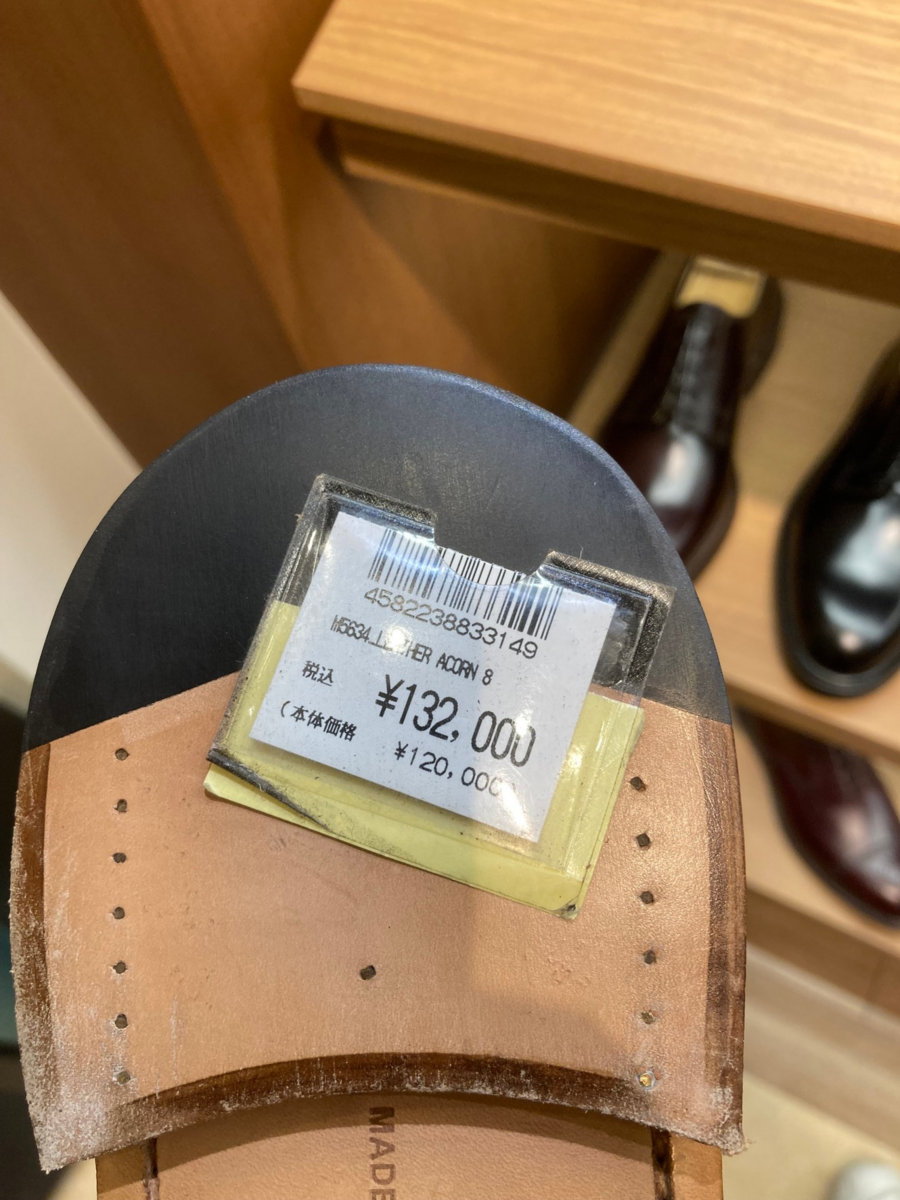 4582238833149
M5634_LEATHER ACORN 8
税込 ¥132,000
(本体価格 ¥120,000
MADE